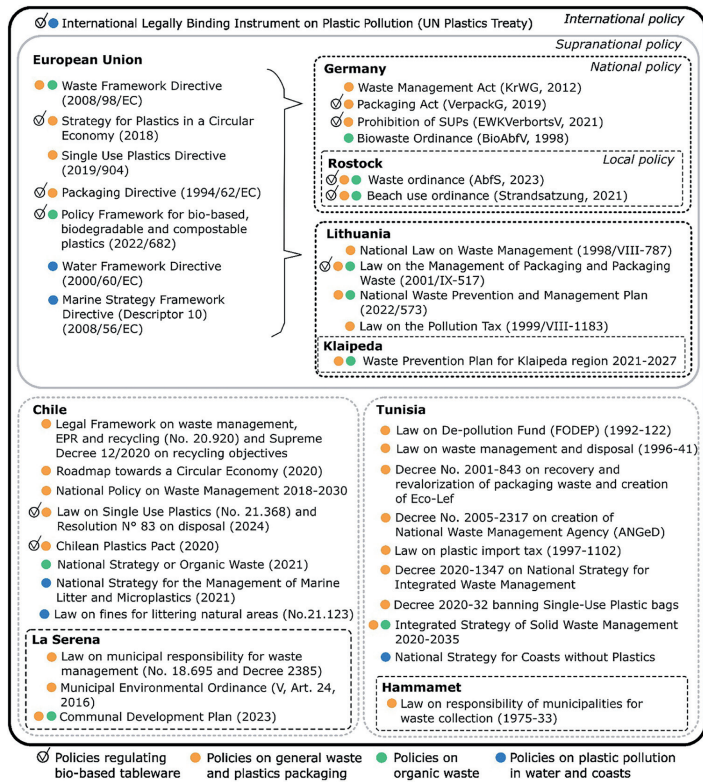 International Legally Binding Instrument on Plastic Pollution (UN Plastics Treaty)
International policy
Supranational policy
European Union
Waste Framework Directive
(2008/98/EC)
Strategy for Plastics in a Circular
Economy (2018)
Single Use Plastics Directive
(2019/904)
Packaging Directive (1994/62/EC)
Policy Framework for bio-based,
biodegradable and compostable
plastics (2022/682)
Water Framework Directive
(2000/60/EC)
Marine Strategy Framework
Directive (Descriptor 10)
(2008/56/EC)
National policy
Germany
Waste Management Act (KrWG, 2012)
Packaging Act (VerpackG, 2019)
Prohibition of SUPs (EWKVerbortsV, 2021)
Biowaste Ordinance (BioAbfV, 1998)
Local policy
Rostock
Waste ordinance (AbfS, 2023)
Beach use ordinance (Strandsatzung, 2021)
Lithuania
National Law on Waste Management (1998/VIII-787)
Law on the Management of Packaging and Packaging
Waste (2001/IX-517)
National Waste Prevention and Management Plan
(2022/573)
Law on the Pollution Tax (1999/VIII-1183)
Klaipeda
Waste Prevention Plan for Klaipeda region 2021-2027
Chile
Legal Framework on waste management,
EPR and recycling (No. 20.920) and Supreme
Decree 12/2020 on recycling objectives
Roadmap towards a Circular Economy (2020)
National Policy on Waste Management 2018-2030
Law on Single Use Plastics (No. 21.368) and
Resolution N° 83 on disposal (2024)
Chilean Plastics Pact (2020)
National Strategy or Organic Waste (2021)
National Strategy for the Management of Marine
Litter and Microplastics (2021)
Law on fines for littering natural areas (No.21.123)
La Serena
Law on municipal responsibility for waste
management (No. 18.695 and Decree 2385)
Municipal Environmental Ordinance (V, Art. 24,
2016)
Communal Development Plan (2023)
Tunisia
Law on De-pollution Fund (FODEP) (1992-122)
Law on waste management and disposal (1996-41)
Decree No. 2001-843 on recovery and
revalorization of packaging waste and creation
of Eco-Lef
Decree No. 2005-2317 on creation of
National Waste Management Agency (ANGeD)
Law on plastic import tax (1997-1102)
Decree 2020-1347 on National Strategy for
Integrated Waste Management
Decree 2020-32 banning Single-Use Plastic bags
Integrated Strategy of Solid Waste Management
2020-2035
National Strategy for Coasts without Plastics
Hammamet
Law on responsibility of municipalities for
waste collection (1975-33)
Policies regulating
bio-based tableware
Policies on general waste
and plastics packaging
Policies on
organic waste
Policies on plastic pollution
in water and coasts